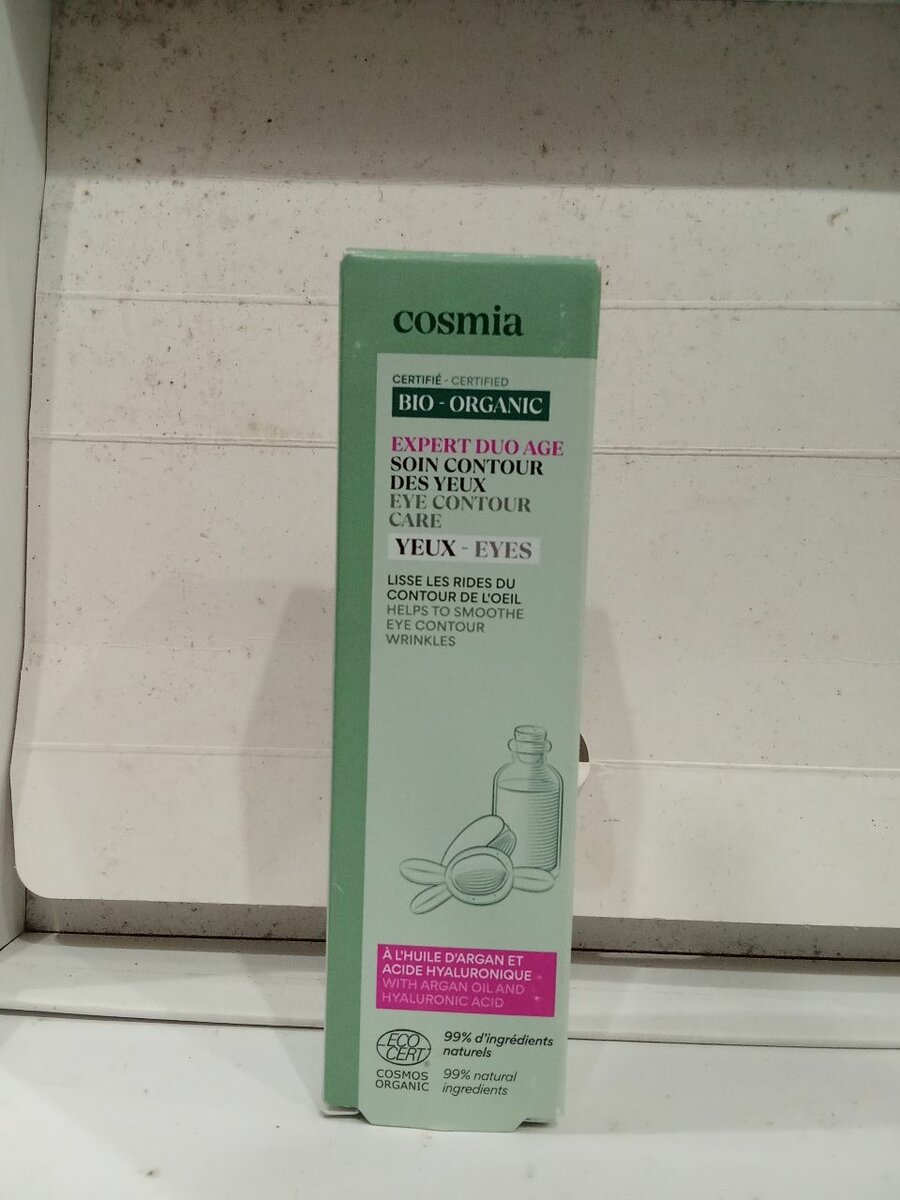 cosmia
CERTIFIÉ - CERTIFIED
BIO - ORGANIC
EXPERT DUO AGE
SOIN CONTOUR
DES YEUX
EYE CONTOUR
CARE
YEUX - EYES
LISSE LES RIDES DU
CONTOUR DE L'OEIL
HELPS TO SMOOTHE
EYE CONTOUR
WRINKLES
À L'HUILE D'ARGAN ET
ACIDE HYALURONIQUE
WITH ARGAN OIL AND
HYALURONIC ACID
ECO
CERT®
COSMOS
ORGANIC
99% d'ingrédients
naturels
99% natural
ingredients